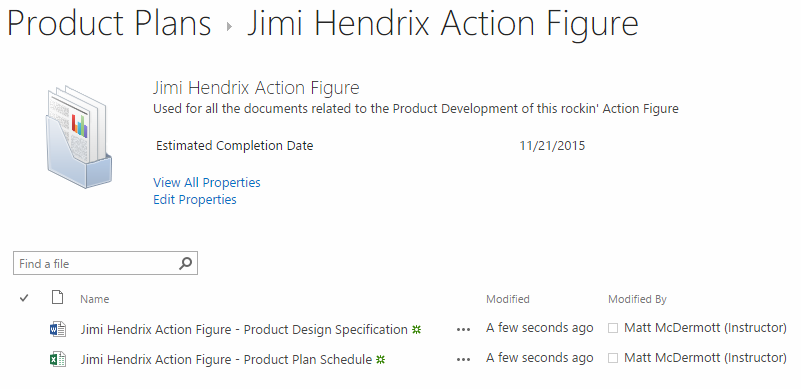 Product Plans ▸ Jimi Hendrix Action Figure
Jimi Hendrix Action Figure
Used for all the documents related to the Product Development of this rockin' Action Figure
Estimated Completion Date 11/21/2015
View All Properties
Edit Properties
Find a file
Name Modified Modified By
Jimi Hendrix Action Figure - Product Design Specification ... A few seconds ago Matt McDermott (Instructor)
Jimi Hendrix Action Figure - Product Plan Schedule ... A few seconds ago Matt McDermott (Instructor)